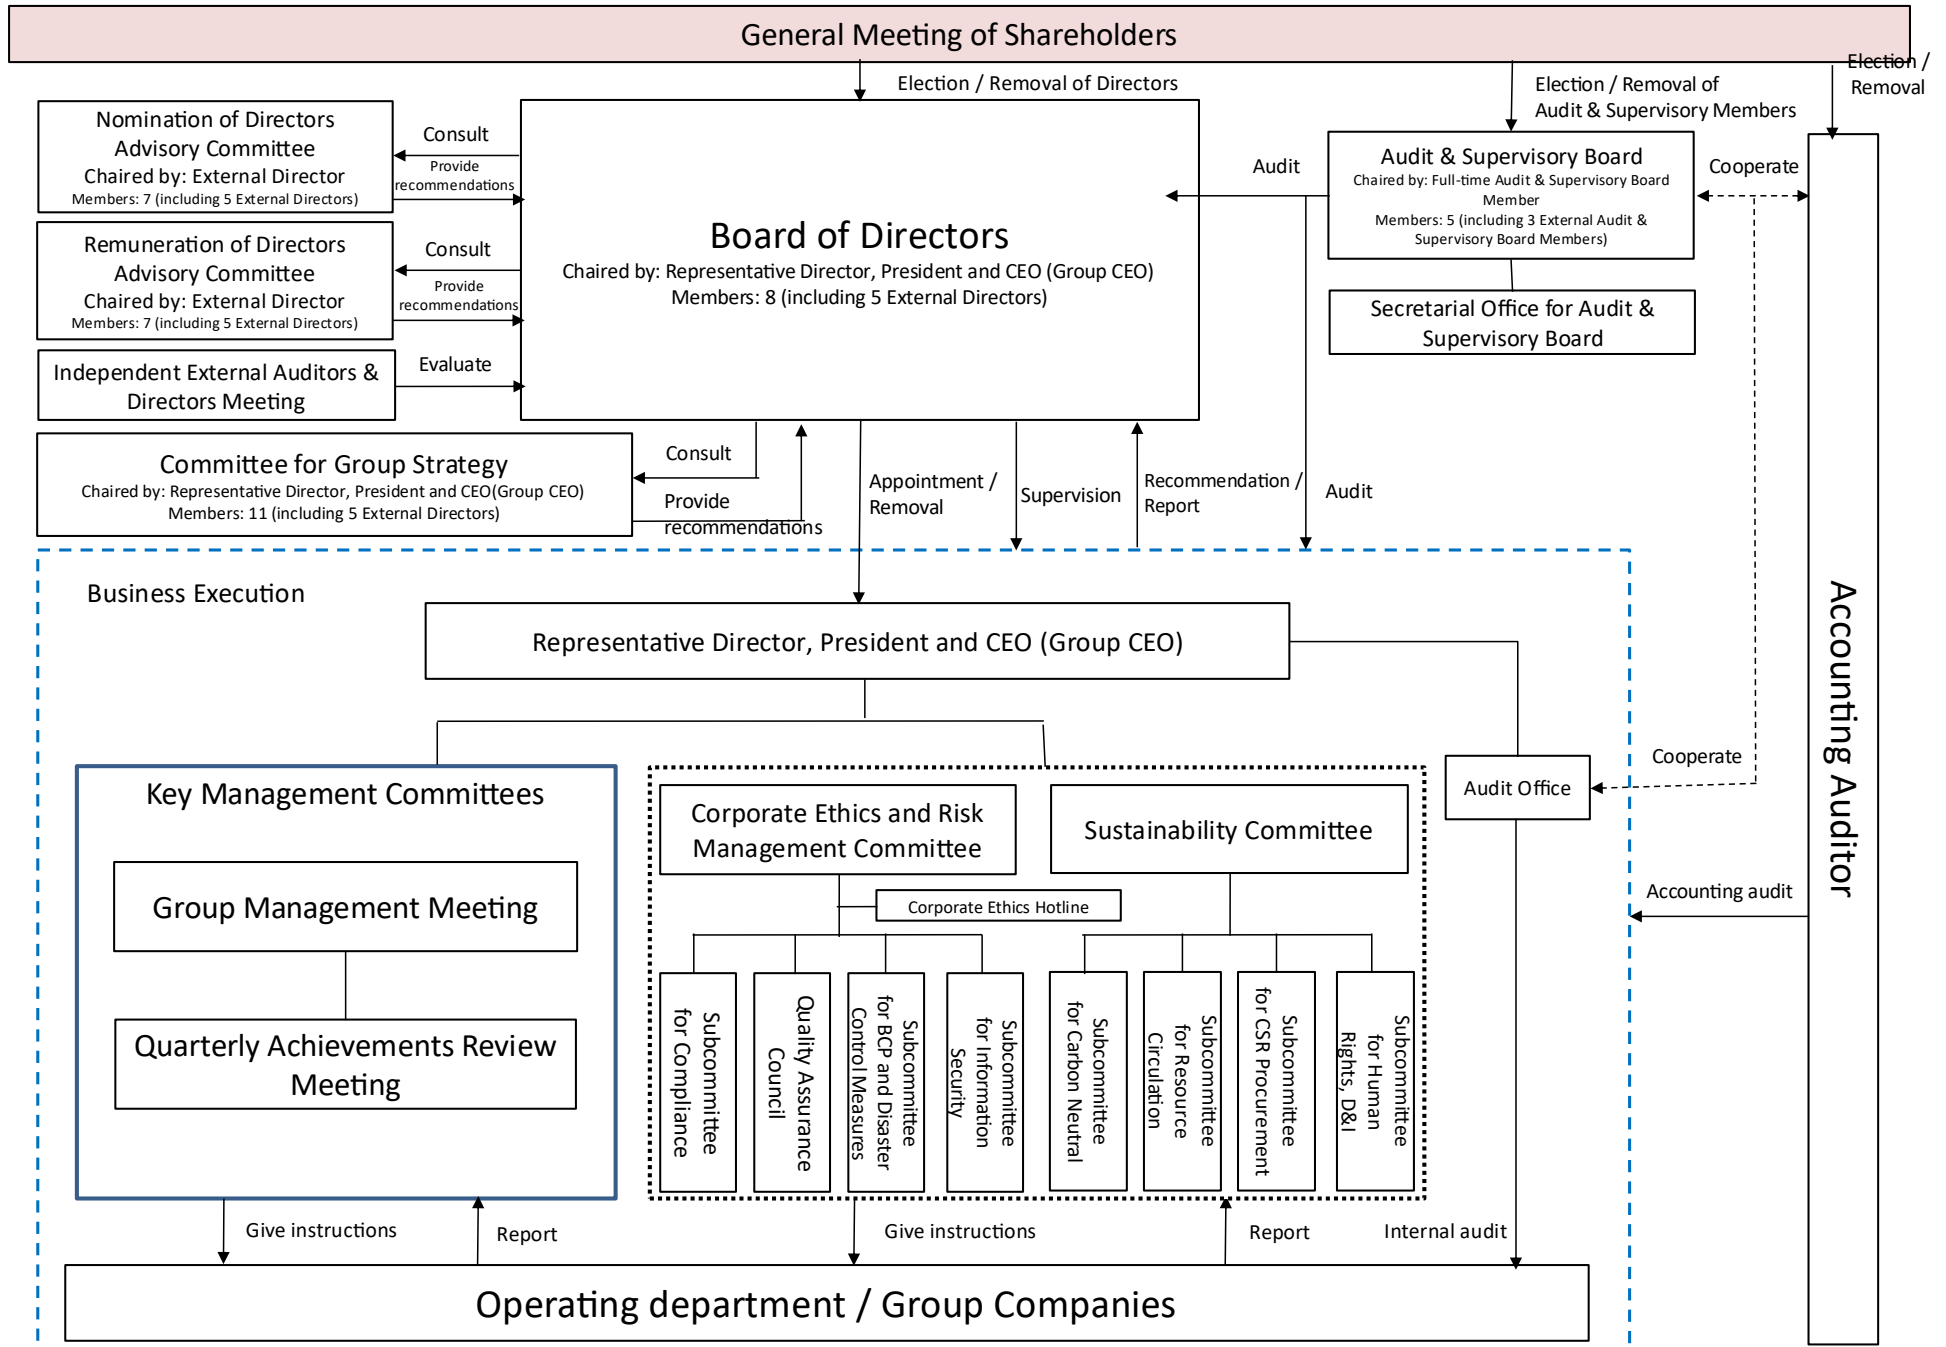 General Meeting of Shareholders
Election / Removal of Directors
Election / Removal of
Audit & Supervisory Members
Election /
Removal
Nomination of Directors
Advisory Committee
Chaired by: External Director
Members: 7 (including 5 External Directors)
Consult
Provide
recommendations
Remuneration of Directors
Advisory Committee
Chaired by: External Director
Members: 7 (including 5 External Directors)
Consult
Provide
recommendations
Independent External Auditors &
Directors Meeting
Evaluate
Board of Directors
Chaired by: Representative Director, President and CEO (Group CEO)
Members: 8 (including 5 External Directors)
Audit
Audit & Supervisory Board
Chaired by: Full-time Audit & Supervisory Board
Member
Members: 5 (including 3 External Audit &
Supervisory Board Members)
Cooperate
Secretarial Office for Audit &
Supervisory Board
Committee for Group Strategy
Chaired by: Representative Director, President and CEO(Group CEO)
Members: 11 (including 5 External Directors)
Consult
Provide
recommendations
Appointment /
Removal
Supervision
Recommendation /
Report
Audit
Business Execution
Representative Director, President and CEO (Group CEO)
Accounting Auditor
Cooperate
Audit Office
Accounting audit
Key Management Committees
Group Management Meeting
Quarterly Achievements Review
Meeting
Corporate Ethics and Risk
Management Committee
Sustainability Committee
Corporate Ethics Hotline
Subcommittee
for Compliance
Quality Assurance
Council
Subcommittee
for BCP and Disaster
Control Measures
Subcommittee
for Information
Security
Subcommittee
for Carbon Neutral
Subcommittee
for Resource
Circulation
Subcommittee
for CSR Procurement
Subcommittee
for Human
Rights, D&I
Give instructions
Report
Give instructions
Report
Internal audit
Operating department / Group Companies